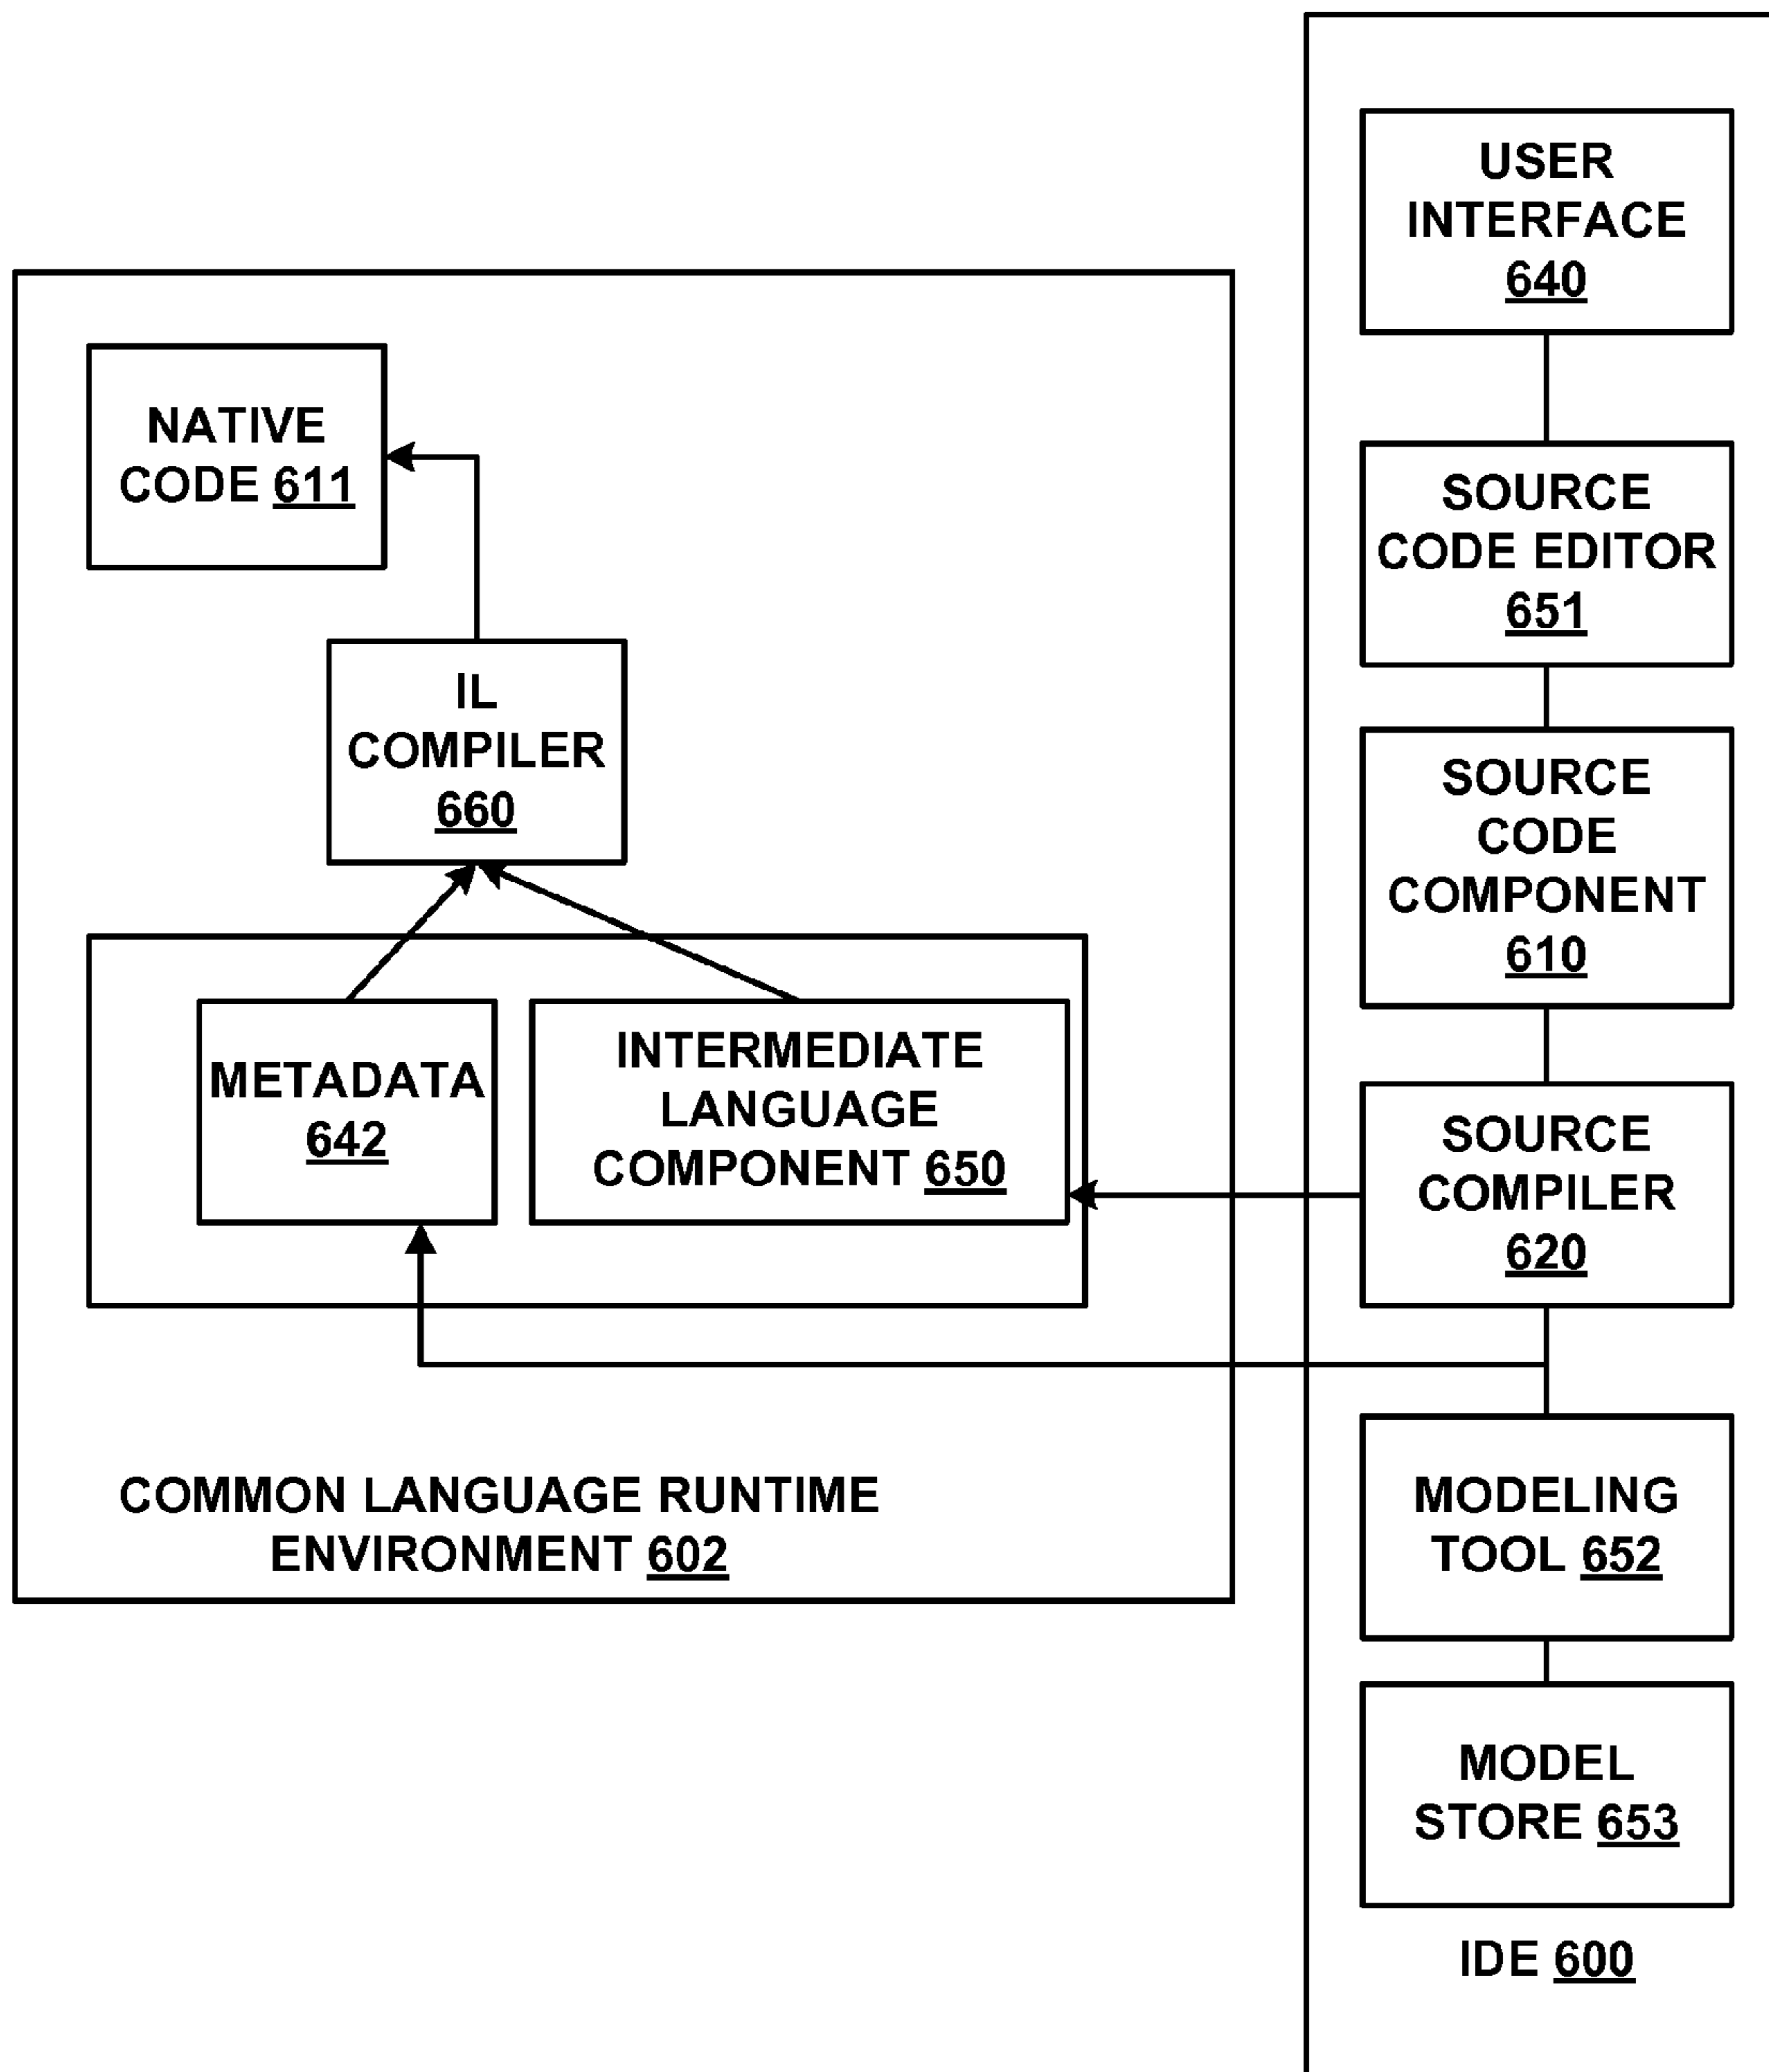 USER
INTERFACE
640
NATIVE
CODE 611
SOURCE
CODE EDITOR
651
IL
COMPILER
660
SOURCE
CODE
COMPONENT
610
METADATA
642
INTERMEDIATE
LANGUAGE
COMPONENT 650
SOURCE
COMPILER
620
COMMON LANGUAGE RUNTIME
ENVIRONMENT 602
MODELING
TOOL 652
MODEL
STORE 653
IDE 600